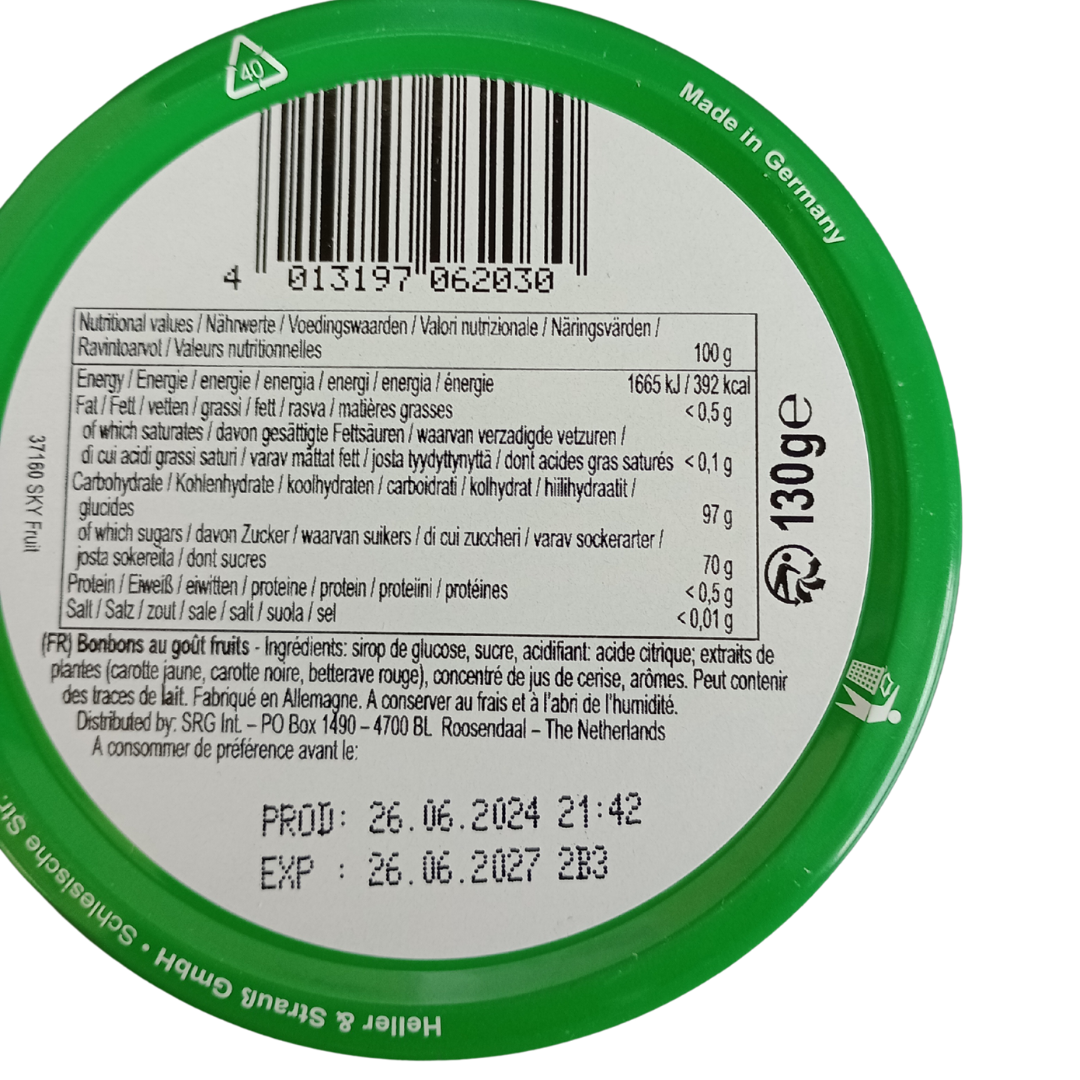 40
Made in Germany
4 013197 062030
Nutritional values / Nährwerte / Voedingswaarden / Valori nutrizionale / Näringsvärden /
Ravintoarvot / Valeurs nutritionnelles 100 g
Energy / Energie / energie / energia / energi / energia / énergie 1665 kJ / 392 kcal
Fat / Fett / vetten / grassi / fett / rasva / matières grasses <0,5 g
of which saturates / davon gesättigte Fettsäuren / waarvan verzadigde vetzuren /
di cui acidi grassi saturi / varav mättat fett / josta tyydyttynyttä / dont acides gras saturés <0,1 g
Carbohydrate / Kohlenhydrate / koolhydraten / carboidrati / kolhydrat / hiilihydraatit /
glucides 97 g
of which sugars / davon Zucker / waarvan suikers / di cui zuccheri / varav sockerarter /
josta sokereita / dont sucres 70 g
Protein / Eiweiß / eiwitten / proteine / protein / proteiini / protéines <0,5 g
Salt / Salz / zout / sale / salt / suola / sel <0,01 g
130g e
37160 SKY Fruit
(FR) Bonbons au goût fruits - Ingrédients: sirop de glucose, sucre, acidifiant: acide citrique; extraits de
plantes (carotte jaune, carotte noire, betterave rouge), concentré de jus de cerise, arômes. Peut contenir
des traces de lait. Fabriqué en Allemagne. A conserver au frais et à l'abri de l'humidité.
Distributed by: SRG Int. – PO Box 1490 – 4700 BL Roosendaal – The Netherlands
A consommer de préférence avant le:
PROD: 26.06.2024 21:42
EXP : 26.06.2027 2B3
Heller & Strauß GmbH • Schlesische Str.